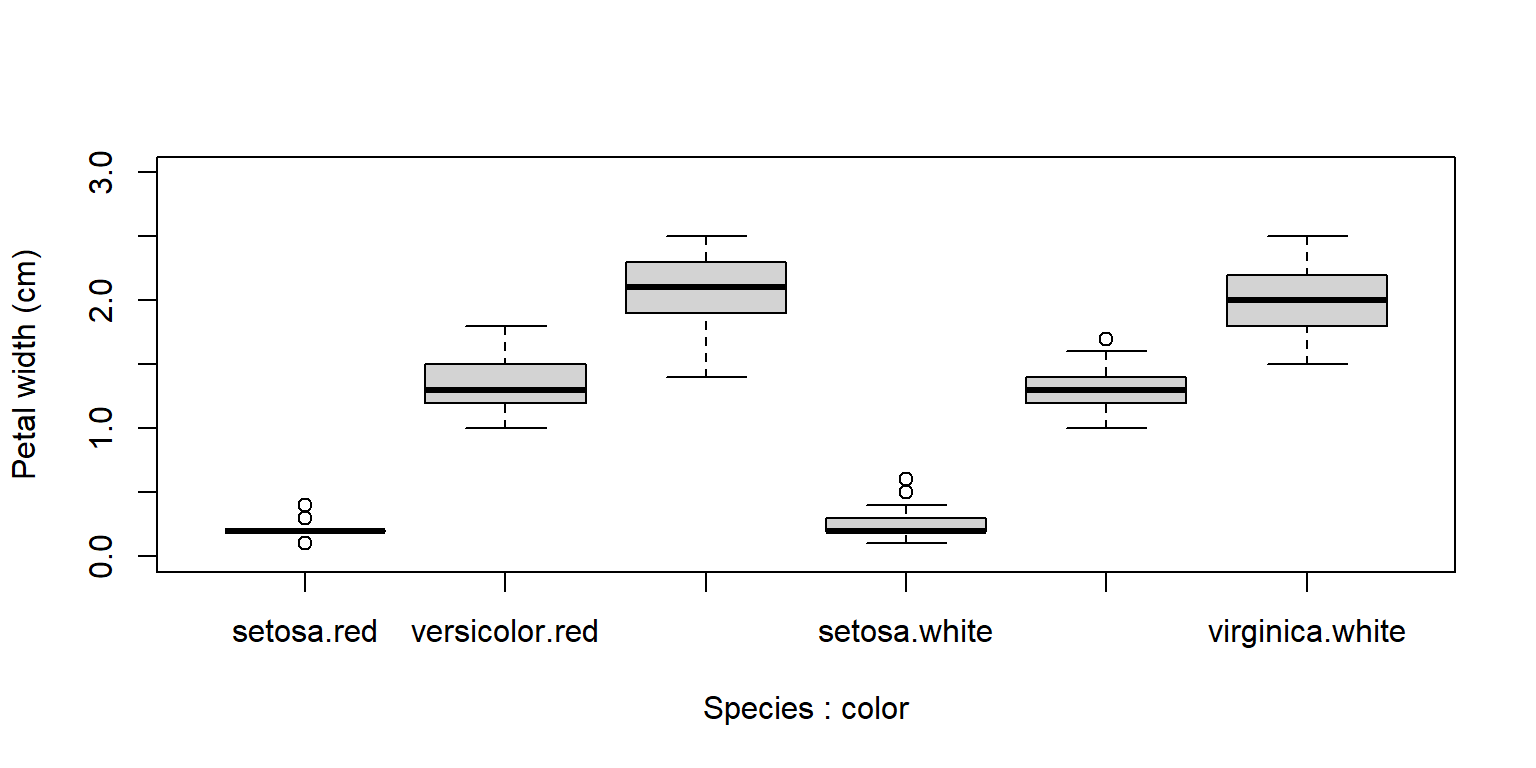 Petal width (cm)
3.0
2.0
1.0
0.0
setosa.red versicolor.red setosa.white virginica.white
Species : color